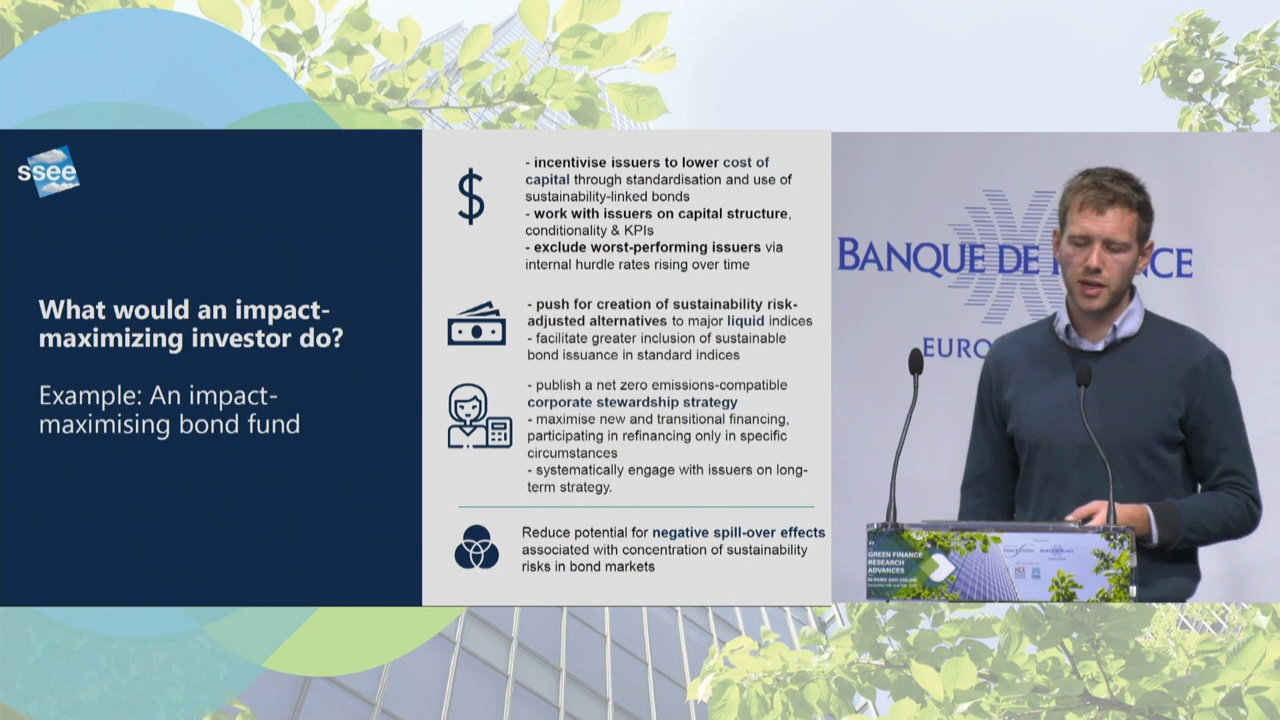 ssee
What would an impact-
maximizing investor do?
Example: An impact-
maximising bond fund
$
- incentivise issuers to lower cost of
capital through standardisation and use of
sustainability-linked bonds
- work with issuers on capital structure,
conditionality & KPIs
- exclude worst-performing issuers via
internal hurdle rates rising over time
- push for creation of sustainability risk-
adjusted alternatives to major liquid indices
- facilitate greater inclusion of sustainable
bond issuance in standard indices
- publish a net zero emissions-compatible
corporate stewardship strategy
- maximise new and transitional financing,
participating in refinancing only in specific
circumstances
- systematically engage with issuers on long-
term strategy.
Reduce potential for negative spill-over effects
associated with concentration of sustainability
risks in bond markets
BANQUE DE CE
EURO
GREEN FINANCE
RESEARCH
ADVANCES
IN PARIS AND ONLINE